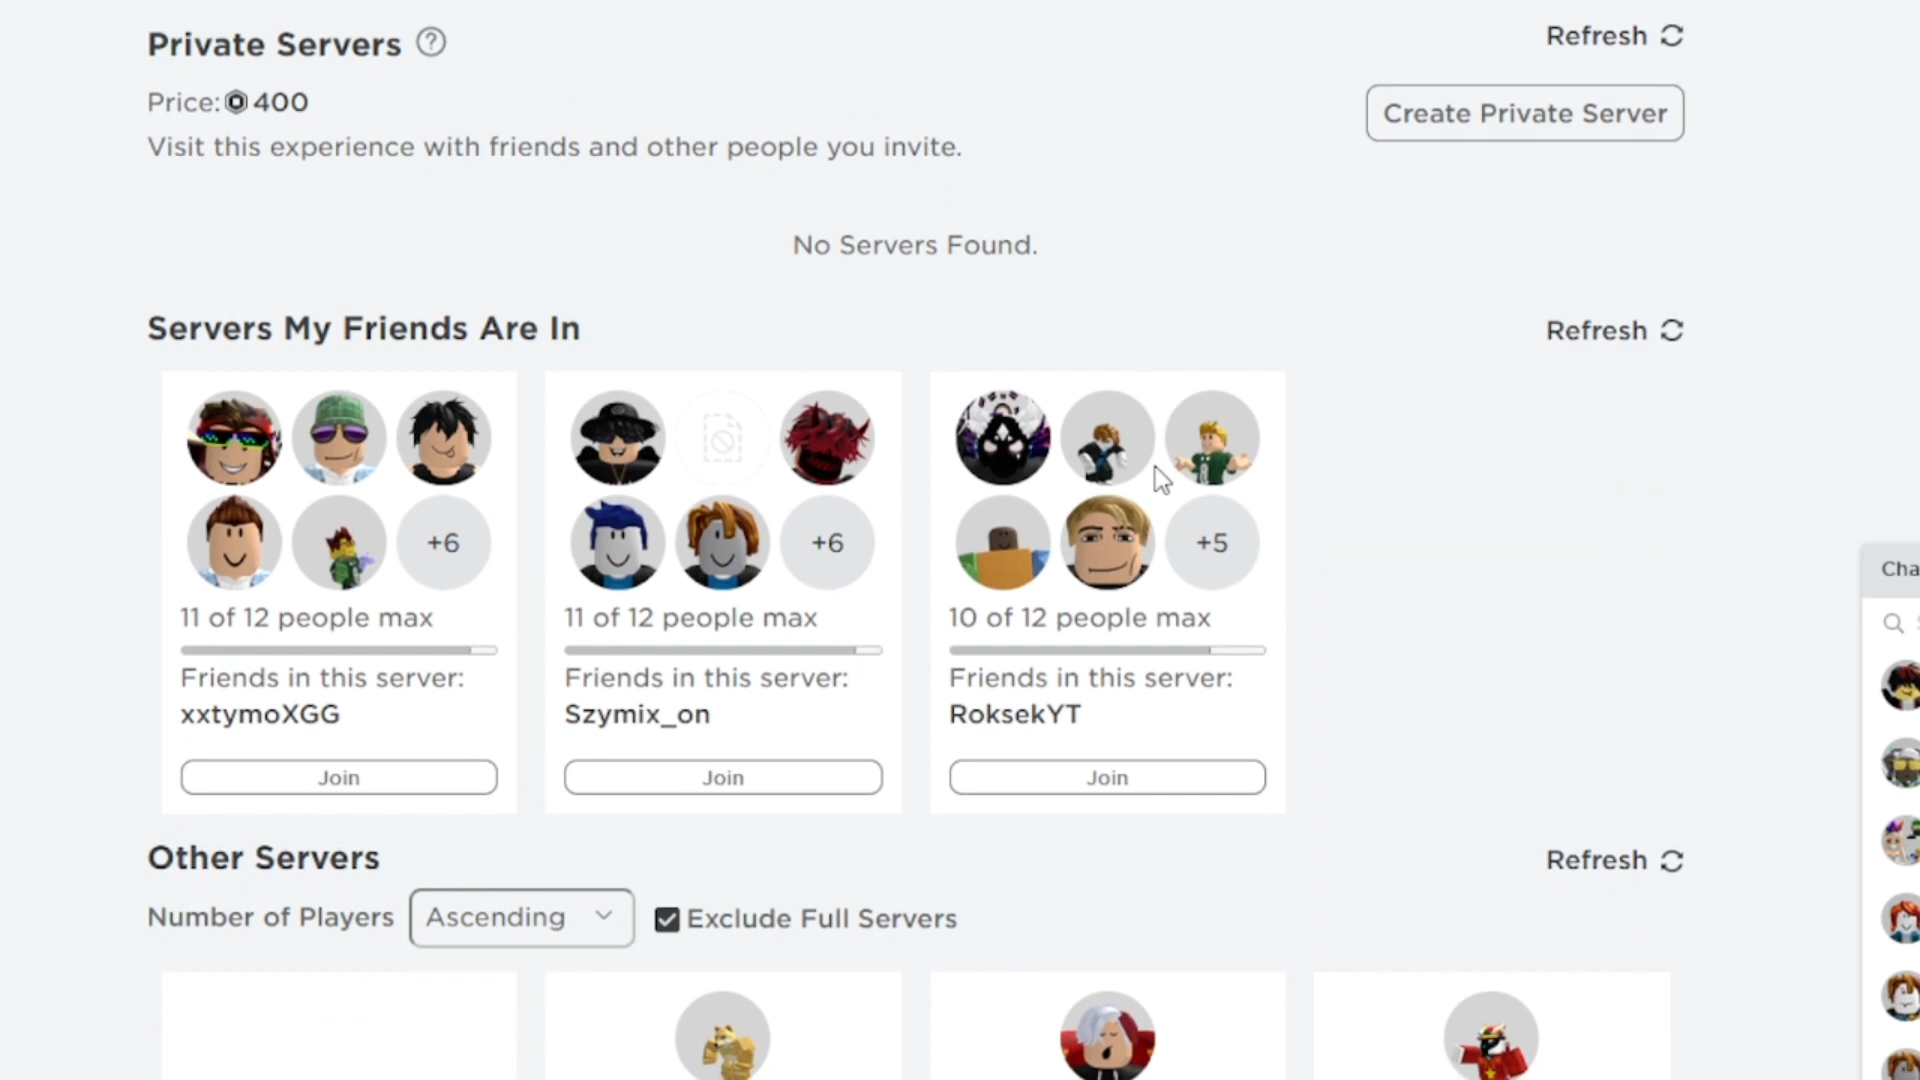 Private Servers
Refresh
Price: 400
Create Private Server
Visit this experience with friends and other people you invite.
No Servers Found.
Servers My Friends Are In
Refresh
+6
+6
+5
11 of 12 people max
11 of 12 people max
10 of 12 people max
Friends in this server:
xxtymoXGG
Friends in this server:
Szymix_on
Friends in this server:
RoksekYT
Join
Join
Join
Cha
Other Servers
Refresh
Number of Players
Ascending
Exclude Full Servers